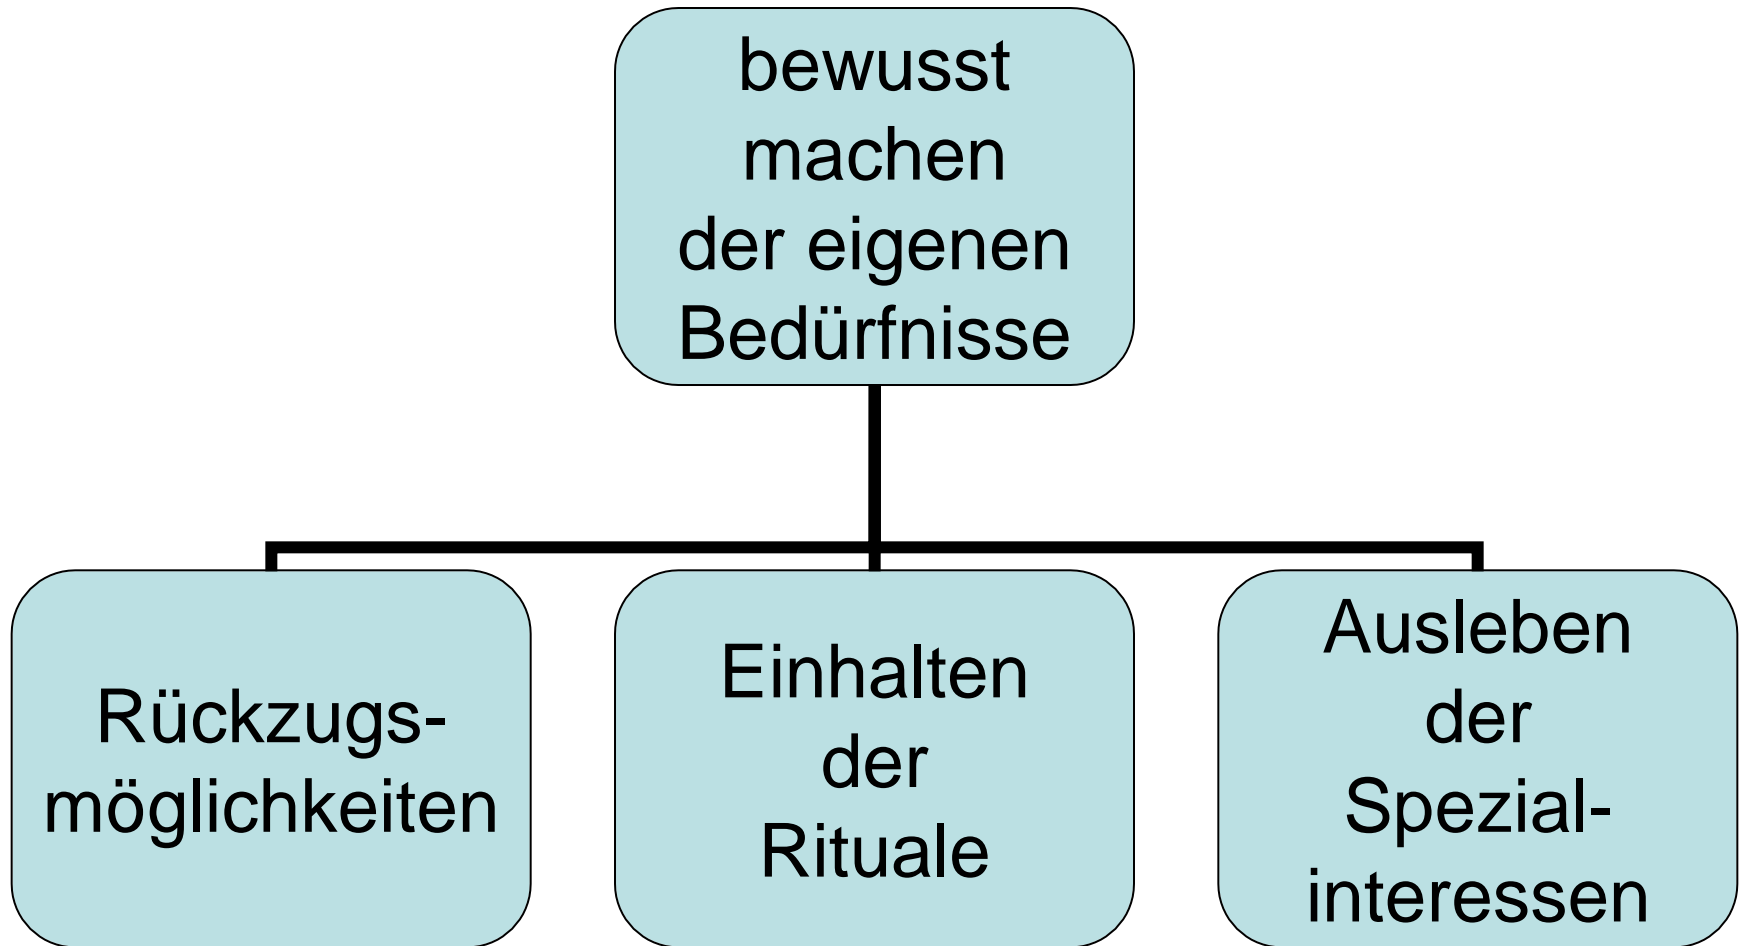 bewusst
machen
der eigenen
Bedürfnisse
Rückzugs-
möglichkeiten
Einhalten
der
Rituale
Ausleben
der
Spezial-
interessen